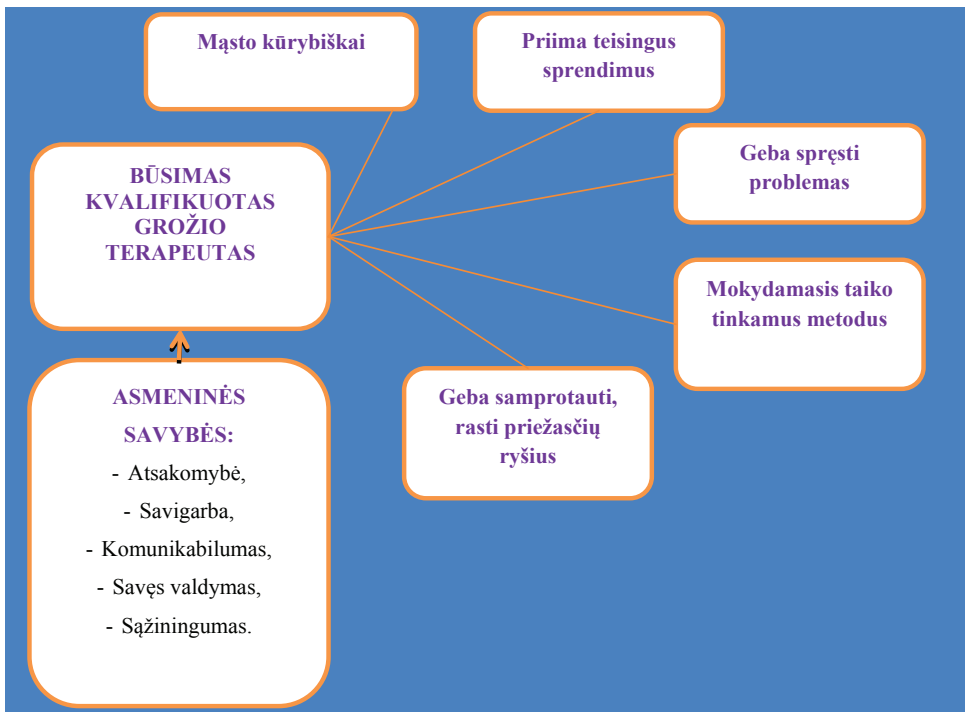 Mąsto kūrybiškai
Priima teisingus
sprendimus
BŪSIMAS
KVALIFIKUOTAS
GROŽIO
TERAPEUTAS
Geba spręsti
problemas
Mokydamasis taiko
tinkamus metodus
Geba samprotauti,
rasti priežasčių
ryšius
ASMENINĖS
SAVYBĖS:
- Atsakomybė,
- Savigarba,
- Komunikabilumas,
- Savęs valdymas,
- Sąžiningumas.